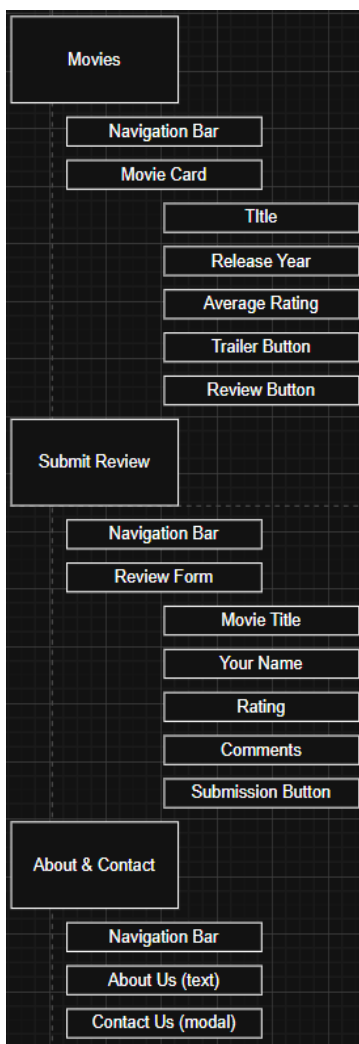 Movies
Navigation Bar
Movie Card
TItle
Release Year
Average Rating
Trailer Button
Review Button
Submit Review
Navigation Bar
Review Form
Movie Title
Your Name
Rating
Comments
Submission Button
About & Contact
Navigation Bar
About Us (text)
Contact Us (modal)